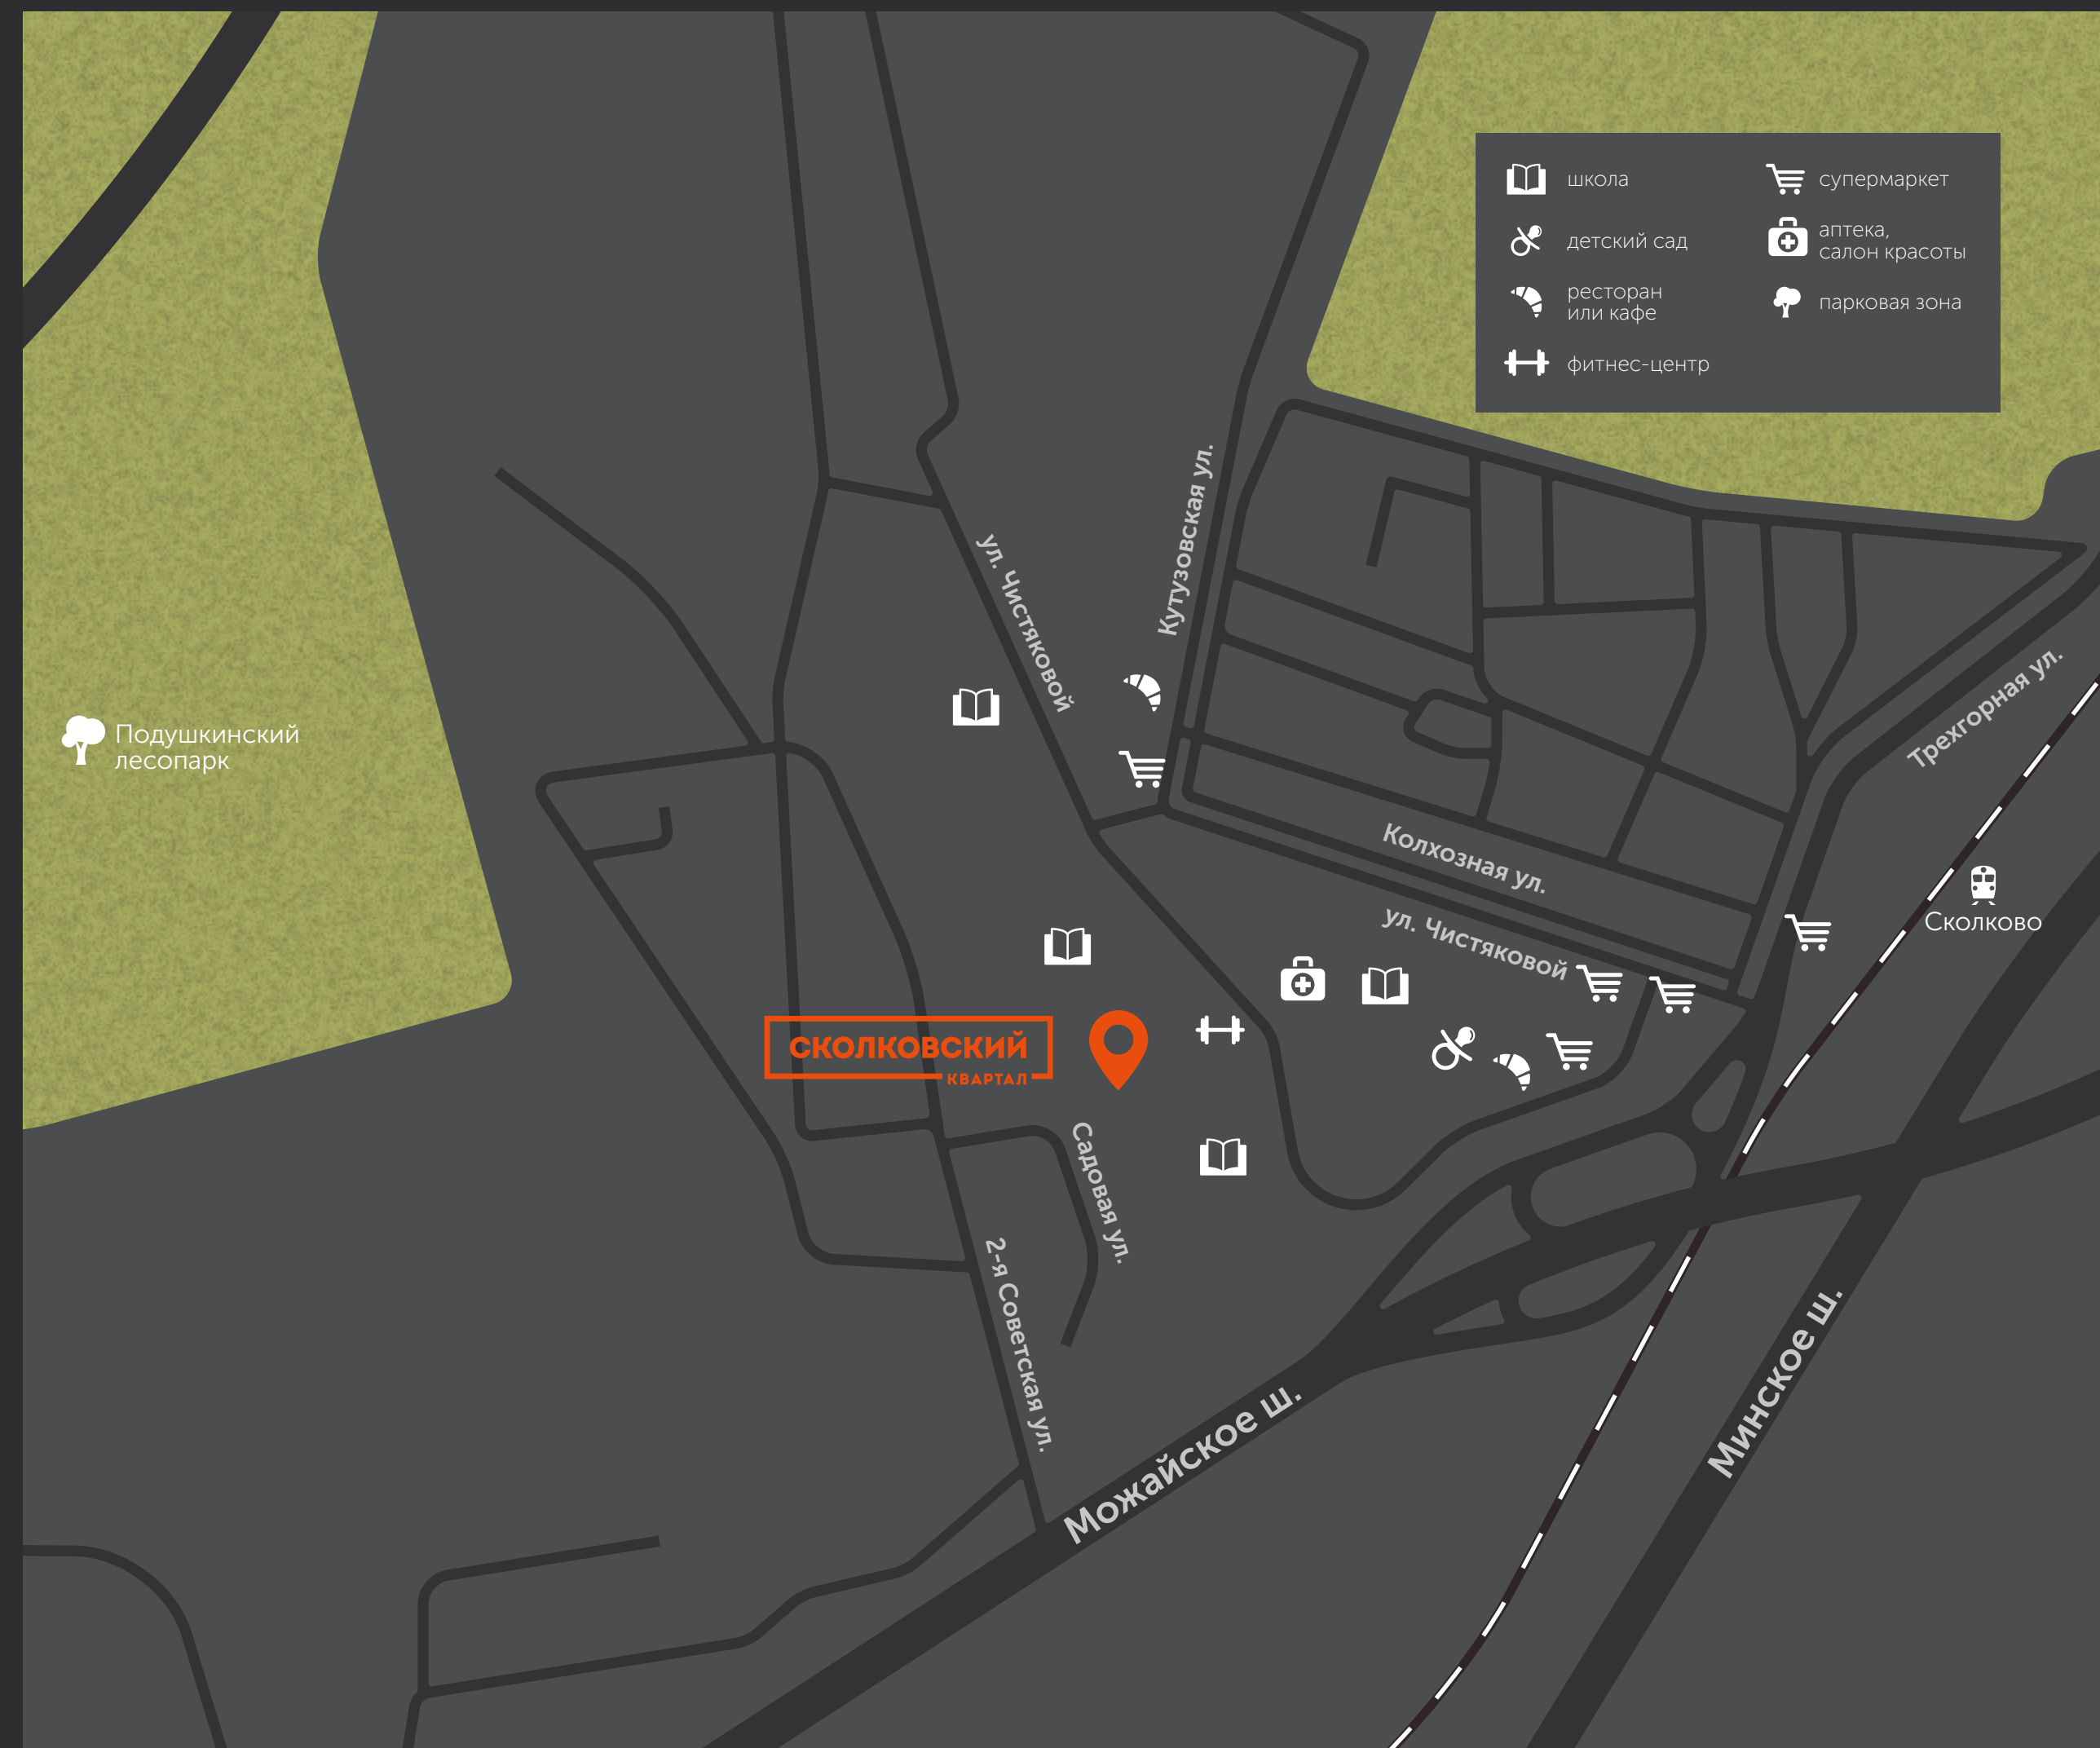 школа
детский сад
ресторан
или кафе
фитнес-центр
супермаркет
аптека,
салон красоты
парковая зона
Кутузовская ул.
ул. Чистяковой
Трехгорная ул.
Подушкинский
лесопарк
Колхозная ул.
ул. Чистяковой
Сколково
СКОЛКОВСКИЙ
КВАРТАЛ
Садовая ул.
2-я Советская ул.
Можайское ш.
Минское ш.